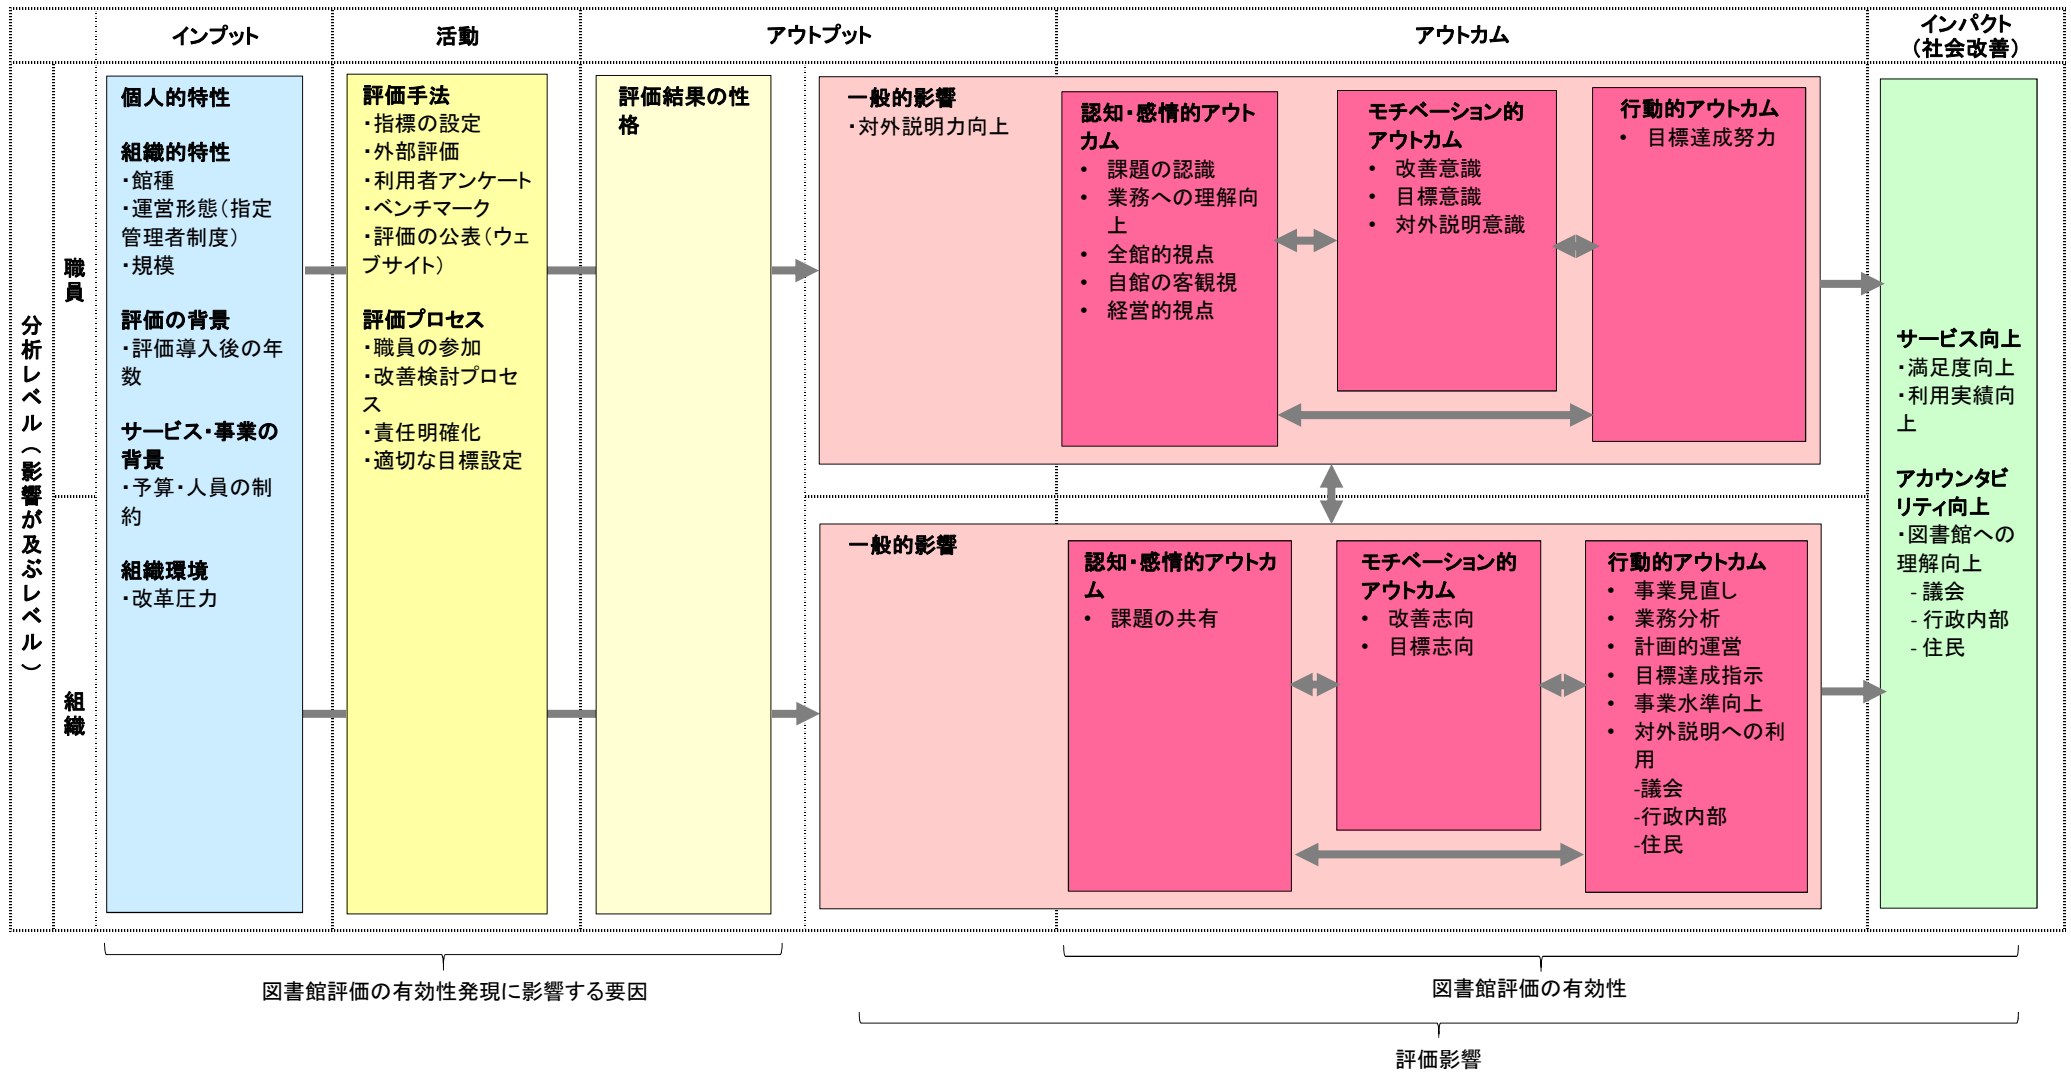 インプット
活動
アウトプット
アウトカム
インパクト
（社会改善）
分析レベル（影響が及ぶレベル）
職員
組織
個人的特性
組織的特性
・館種
・運営形態（指定
管理者制度）
・規模
評価の背景
・評価導入後の年
数
サービス・事業の
背景
・予算・人員の制
約
組織環境
・改革圧力
評価手法
・指標の設定
・外部評価
・利用者アンケート
・ベンチマーク
・評価の公表（ウェ
ブサイト）
評価プロセス
・職員の参加
・改善検討プロセ
ス
・責任明確化
・適切な目標設定
評価結果の性
格
一般的影響
・対外説明力向上
認知・感情的アウト
カム
• 課題の認識
• 業務への理解向
上
• 全館的視点
• 自館の客観視
• 経営的視点
モチベーション的
アウトカム
• 改善意識
• 目標意識
• 対外説明意識
行動的アウトカム
• 目標達成努力
一般的影響
認知・感情的アウトカ
ム
• 課題の共有
モチベーション的
アウトカム
• 改善志向
• 目標志向
行動的アウトカム
• 事業見直し
• 業務分析
• 計画的運営
• 目標達成指示
• 事業水準向上
• 対外説明への利
用
-議会
-行政内部
-住民
サービス向上
・満足度向上
・利用実績向
上
アカウンタビ
リティ向上
・図書館への
理解向上
- 議会
- 行政内部
- 住民
図書館評価の有効性発現に影響する要因
図書館評価の有効性
評価影響